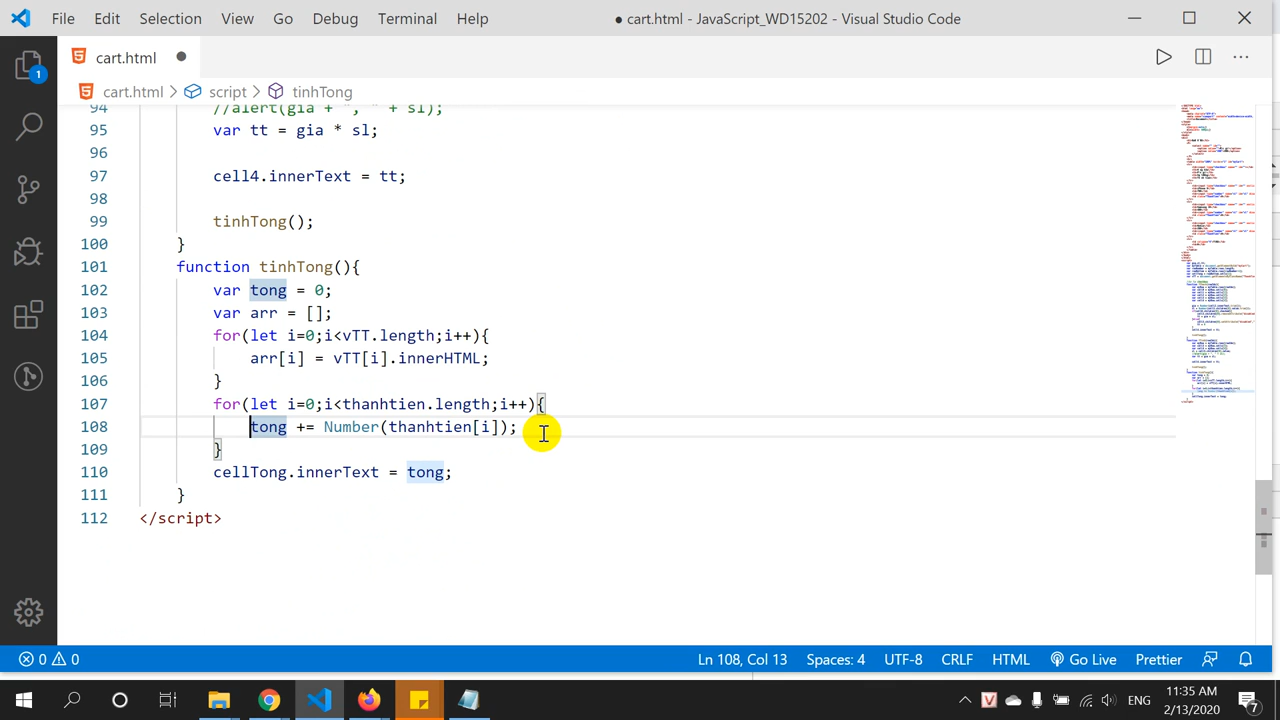 File Edit Selection View Go Debug Terminal Help ● cart.html - JavaScript_WD15202 - Visual Studio Code
cart.html
cart.html > script > tinhTong
1
94 //alert(gia + ", " + sl);
95 var tt = gia * sl;
96
97 cell4.innerText = tt;
98
99 tinhTong();
100 }
101 function tinhTong(){
102 var tong = 0;
103 var arr = [];
104 for(let i=0;i<vTT.length;i++){
105 arr[i] = vTT[i].innerHTML;
106 }
107 for(let i=0;i<thanhtien.length;i++){
108 tong += Number(thanhtien[i]);
109 }
110 cellTong.innerText = tong;
111 }
112 </script>
0 0 Ln 108, Col 13 Spaces: 4 UTF-8 CRLF HTML Go Live Prettier
ENG 11:35 AM
2/13/2020 7